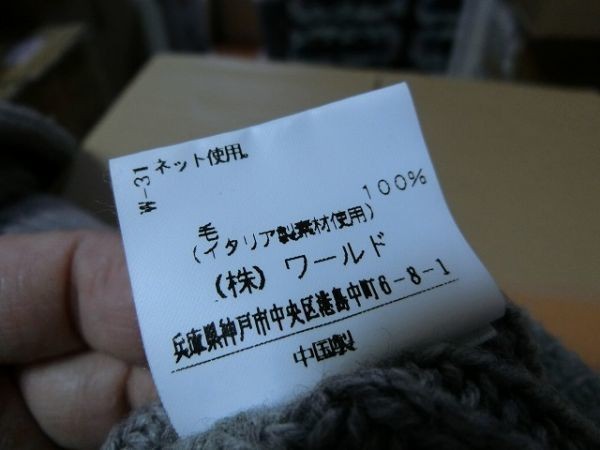 ネット使用。
W-31
毛 100%
(イタリア製素材使用)
(株) ワールド
兵庫県神戸市中央区港島中町6-8-1
中国製